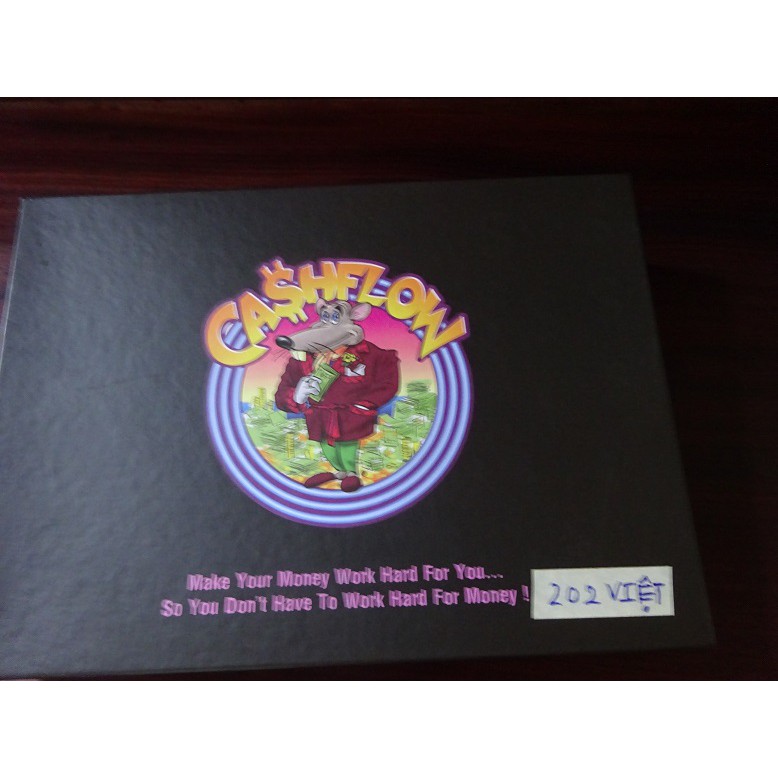 CA$HFLOW
Make Your Money Work Hard For You...
So You Don't Have To Work Hard For Money !
202 VIỆT